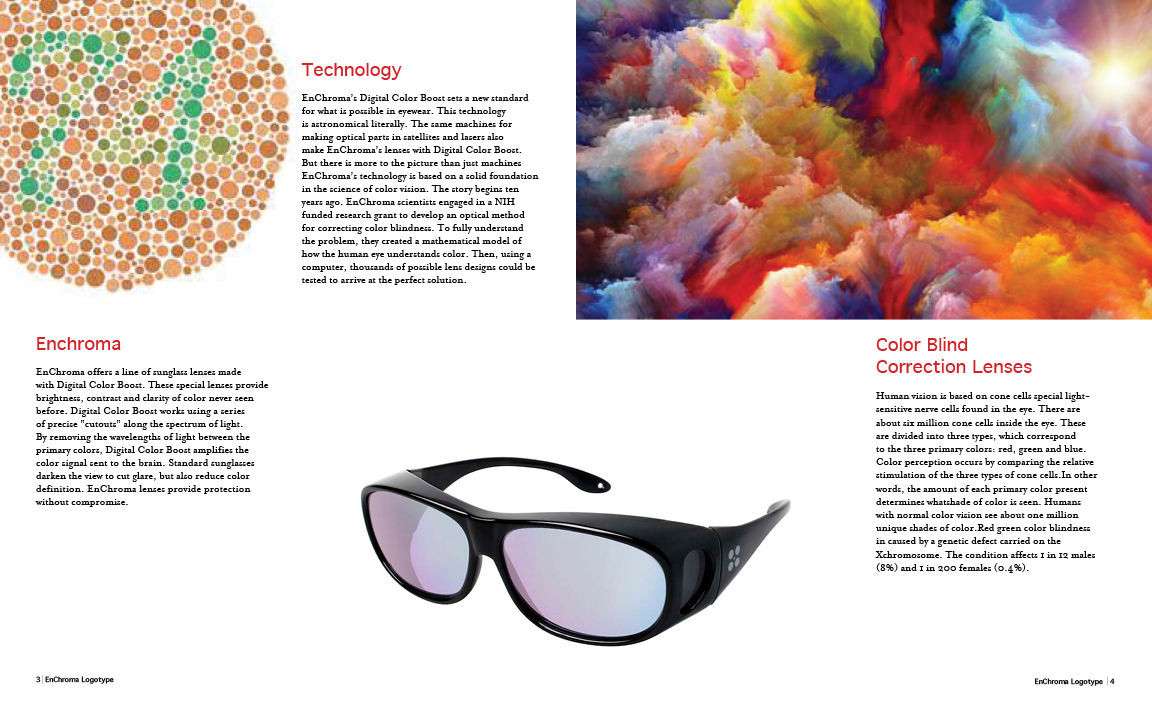 Technology
EnChroma's Digital Color Boost sets a new standard
for what is possible in eyewear. This technology
is astronomical literally. The same machines for
making optical parts in satellites and lasers also
make EnChroma's lenses with Digital Color Boost.
But there is more to the picture than just machines
EnChroma's technology is based on a solid foundation
in the science of color vision. The story begins ten
years ago. EnChroma scientists engaged in a NIH
funded research grant to develop an optical method
for correcting color blindness. To fully understand
the problem, they created a mathematical model of
how the human eye understands color. Then, using a
computer, thousands of possible lens designs could be
tested to arrive at the perfect solution.
Enchroma
EnChroma offers a line of sunglass lenses made
with Digital Color Boost. These special lenses provide
brightness, contrast and clarity of color never seen
before. Digital Color Boost works using a series
of precise "cutouts" along the spectrum of light.
By removing the wavelengths of light between the
primary colors, Digital Color Boost amplifies the
color signal sent to the brain. Standard sunglasses
darken the view to cut glare, but also reduce color
definition. EnChroma lenses provide protection
without compromise.
Color Blind
Correction Lenses
Human vision is based on cone cells special light-
sensitive nerve cells found in the eye. There are
about six million cone cells inside the eye. These
are divided into three types, which correspond
to the three primary colors: red, green and blue.
Color perception occurs by comparing the relative
stimulation of the three types of cone cells.In other
words, the amount of each primary color present
determines whatshade of color is seen. Humans
with normal color vision see about one million
unique shades of color.Red green color blindness
in caused by a genetic defect carried on the
Xchromosome. The condition affects 1 in 12 males
(8%) and 1 in 200 females (0.4%).
3 | EnChroma Logotype
EnChroma Logotype | 4